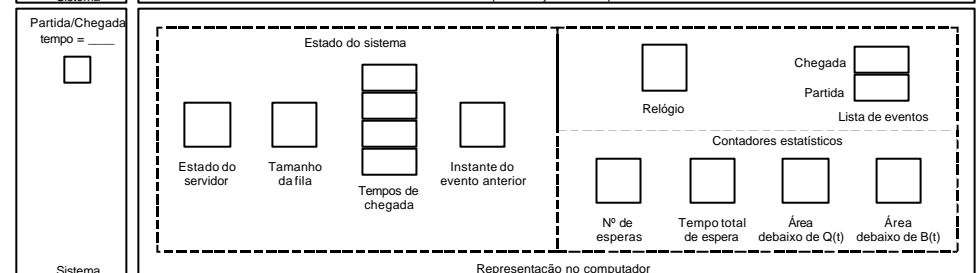 Partida/Chegada
tempo = ____
Estado do sistema
Estado do
servidor
Tamanho
da fila
Tempos de
chegada
Instante do
evento anterior
Relógio
Chegada
Partida
Lista de eventos
Contadores estatísticos
Nº de
esperas
Tempo total
de espera
Área
debaixo de Q(t)
Área
debaixo de B(t)
Sistema
Representação no computador